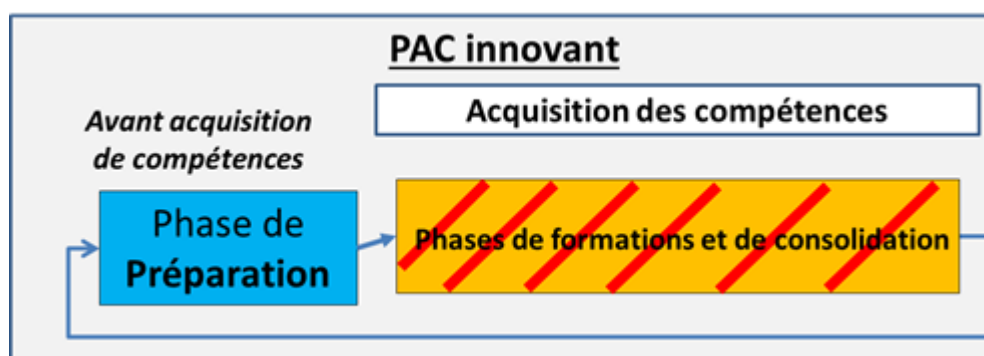 PAC innovant
Acquisition des compétences
Avant acquisition
de compétences
Phase de
Préparation
Phases de formations et de consolidation